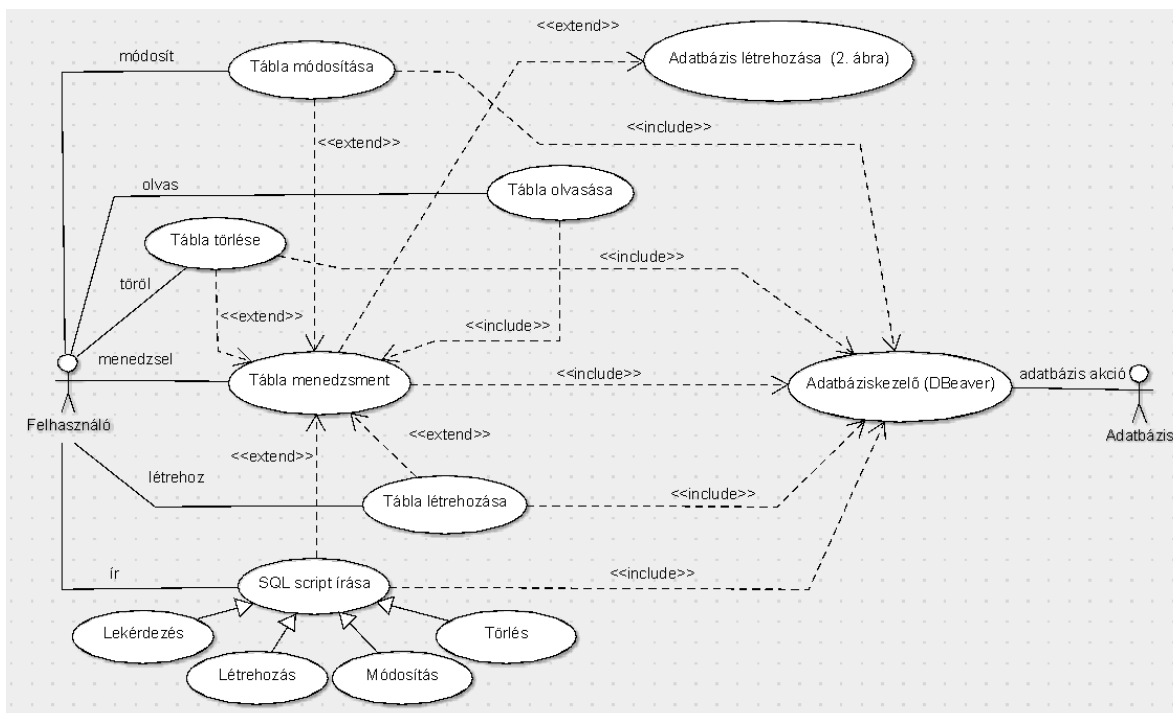 <<extend>>
módosít
Tábla módosítása
Adatbázis létrehozása (2. ábra)
<<extend>>
<<include>>
olvas
Tábla olvasása
Tábla törlése
<<include>>
töröl
<<extend>>
<<include>>
menedzsel
Tábla menedzsment
<<include>>
Adatbáziskezelő (DBeaver)
adatbázis akció
Felhasználó
Adatbázis
<<extend>>
<<extend>>
létrehoz
Tábla létrehozása
<<include>>
ír
SQL script írása
<<include>>
Lekérdezés
Törlés
Létrehozás
Módosítás